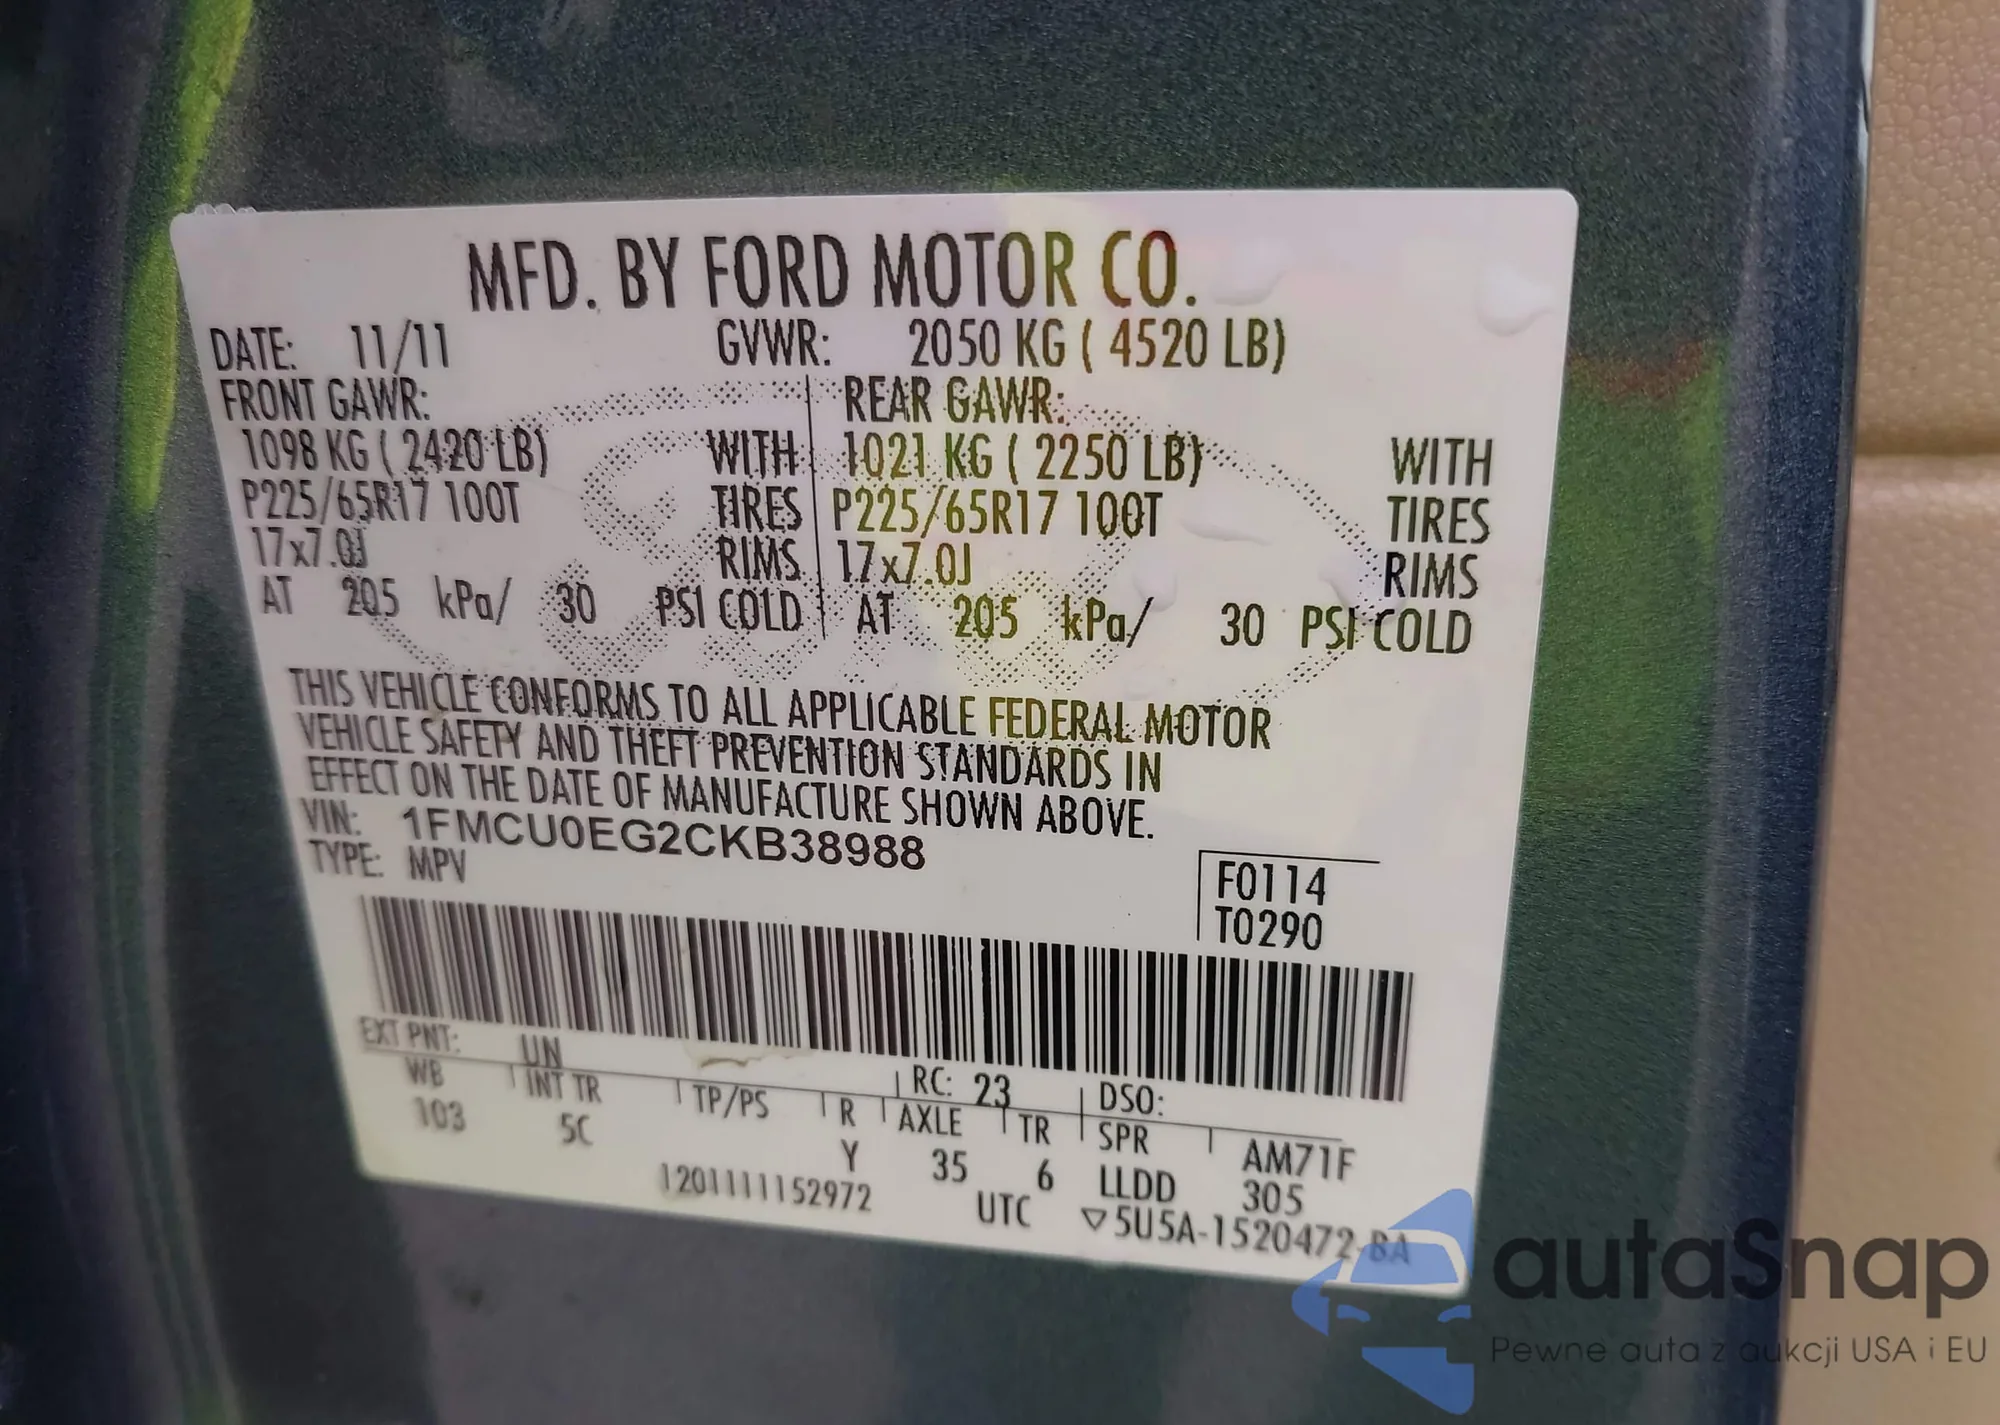 MFD. BY FORD MOTOR CO.
DATE: 11/11 GVWR: 2050 KG ( 4520 LB)
FRONT GAWR: REAR GAWR:
1098 KG ( 2420 LB) WITH 1021 KG ( 2250 LB) WITH
P225/65R17 100T TIRES P225/65R17 100T TIRES
17x7.0J RIMS 17x7.0J RIMS
AT 205 kPa/ 30 PSI COLD AT 205 kPa/ 30 PSI COLD
THIS VEHICLE CONFORMS TO ALL APPLICABLE FEDERAL MOTOR
VEHICLE SAFETY AND THEFT PREVENTION STANDARDS IN
EFFECT ON THE DATE OF MANUFACTURE SHOWN ABOVE.
VIN: 1FMCU0EG2CKB38988
TYPE: MPV
F0114
T0290
EXT PNT: UN RC: 23 DSO:
WB INT TR TP/PS R AXLE TR SPR AM71F
103 5C Y 35 6 LLDD 305
1201111152972 UTC ▽5U5A-1520472-BA
autaSnap
Pewne auta z aukcji USA i EU